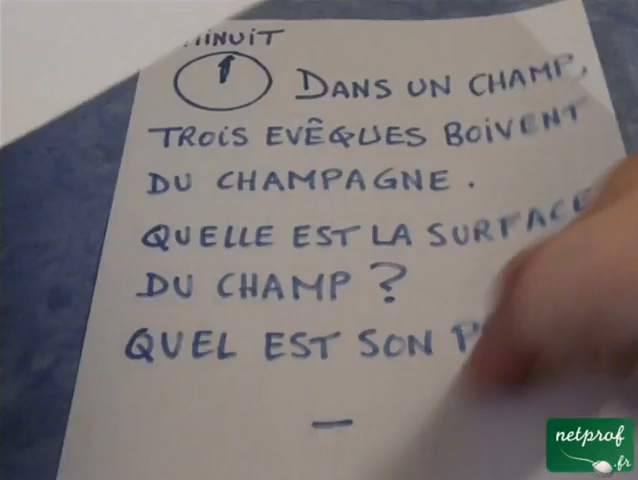 MINUIT
DANS UN CHAMP,
TROIS EVÊQUES BOIVENT
DU CHAMPAGNE.
QUELLE EST LA SURFACE
DU CHAMP ?
QUEL EST SON
netprof
.fr